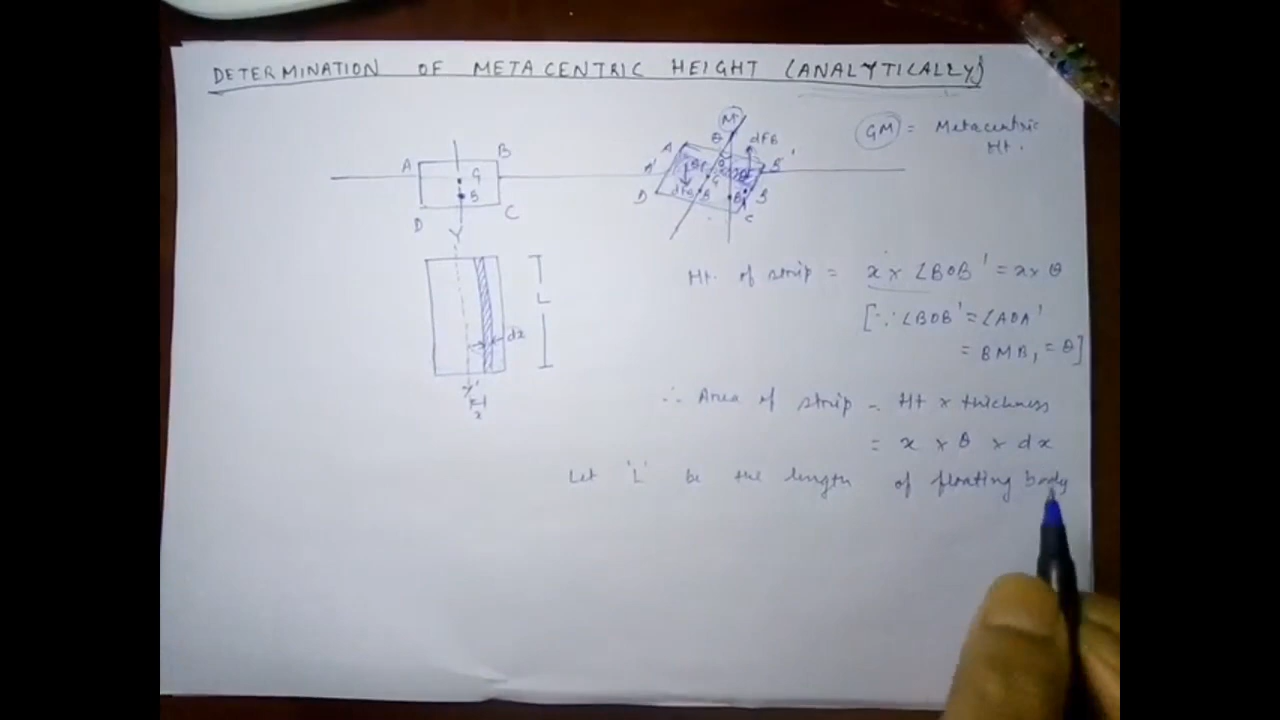 DETERMINATION OF METACENTRIC HEIGHT (ANALYTICALLY)
GM = Metacentric
Ht.
A B
G
B
D C
Y
L
dx
Y'
x
M
θ dFB
A B'
A'
G
dFB
D B B
C
Ht. of strip = x × ∠BOB' = x × θ
[∵ ∠BOB' = ∠AOA'
= BMB₁ = θ]
∴ Area of strip = Ht × thickness
= x × θ × dx
Let 'L' be the length of floating body